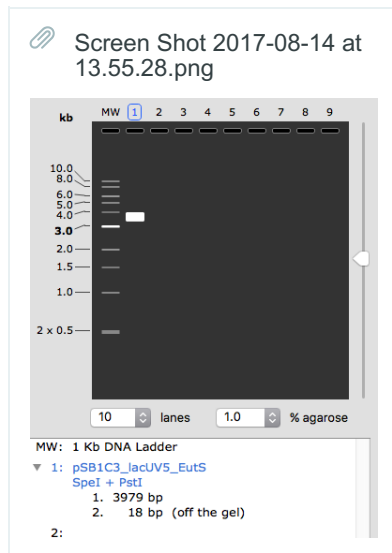 Screen Shot 2017-08-14 at
13.55.28.png
kb
MW 1 2 3 4 5 6 7 8 9
10.0
8.0
6.0
5.0
4.0
3.0
2.0
1.5
1.0
2 x 0.5
10 lanes 1.0 % agarose
MW: 1 Kb DNA Ladder
1: pSB1C3_lacUV5_EutS
SpeI + PstI
1. 3979 bp
2. 18 bp (off the gel)
2: